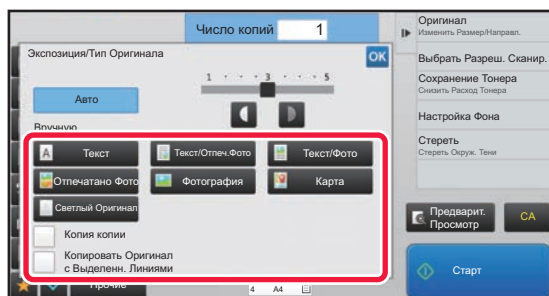 Число копий 1
Экспозиция/Тип Оригинала
OK
1 3 5
Авто
Вручную
A Текст
Текст/Отпеч.Фото
Текст/Фото
Отпечатано Фото
Фотография
Карта
Светлый Оригинал
Копия копии
Копировать Оригинал
с Выделенн. Линиями
Прочие
4 A4
Оригинал
Изменить Размер/Направл.
Выбрать Разреш. Сканир.
Сохранение Тонера
Снизить Расход Тонера
Настройка Фона
Стереть
Стереть Окруж. Тени
Предварит.
Просмотр
CA
Старт